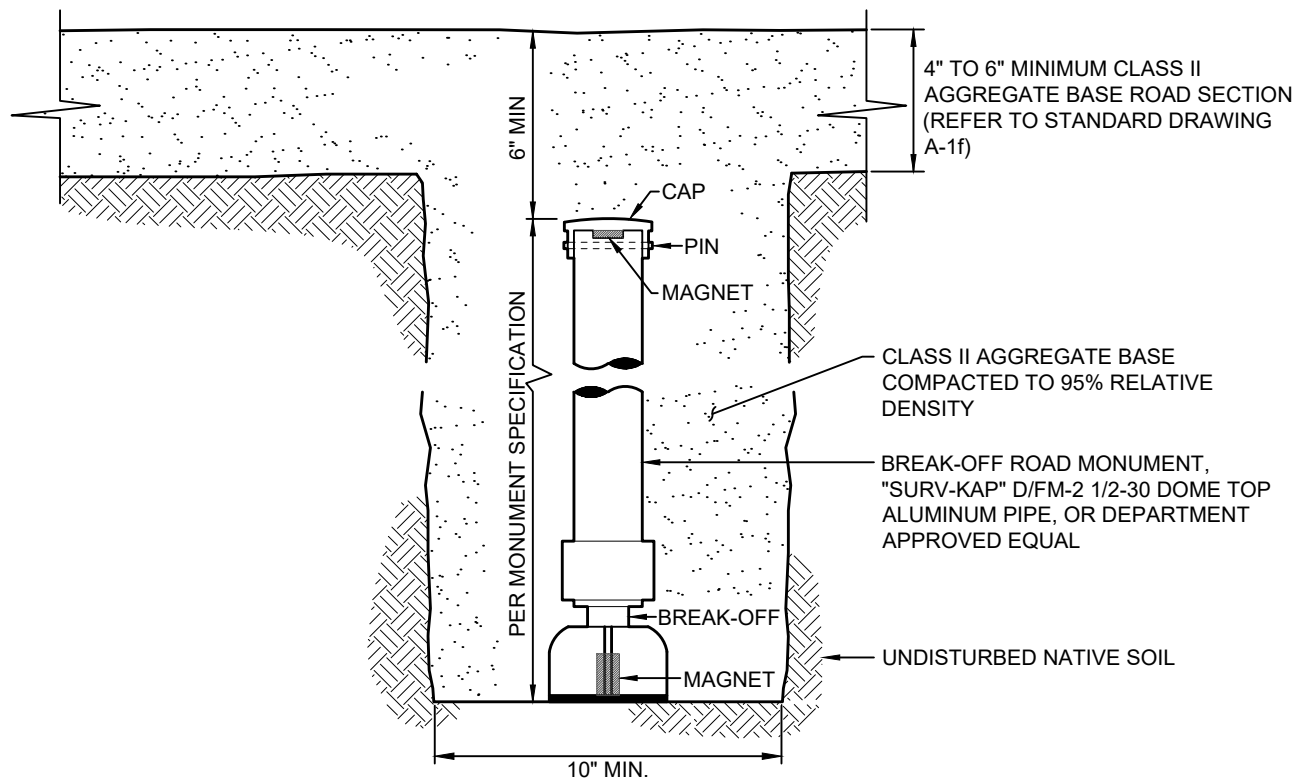 4" TO 6" MINIMUM CLASS II
AGGREGATE BASE ROAD SECTION
(REFER TO STANDARD DRAWING
A-1f)
6" MIN
CAP
PIN
MAGNET
PER MONUMENT SPECIFICATION
CLASS II AGGREGATE BASE
COMPACTED TO 95% RELATIVE
DENSITY
BREAK-OFF ROAD MONUMENT,
"SURV-KAP" D/FM-2 1/2-30 DOME TOP
ALUMINUM PIPE, OR DEPARTMENT
APPROVED EQUAL
BREAK-OFF
UNDISTURBED NATIVE SOIL
MAGNET
10" MIN.